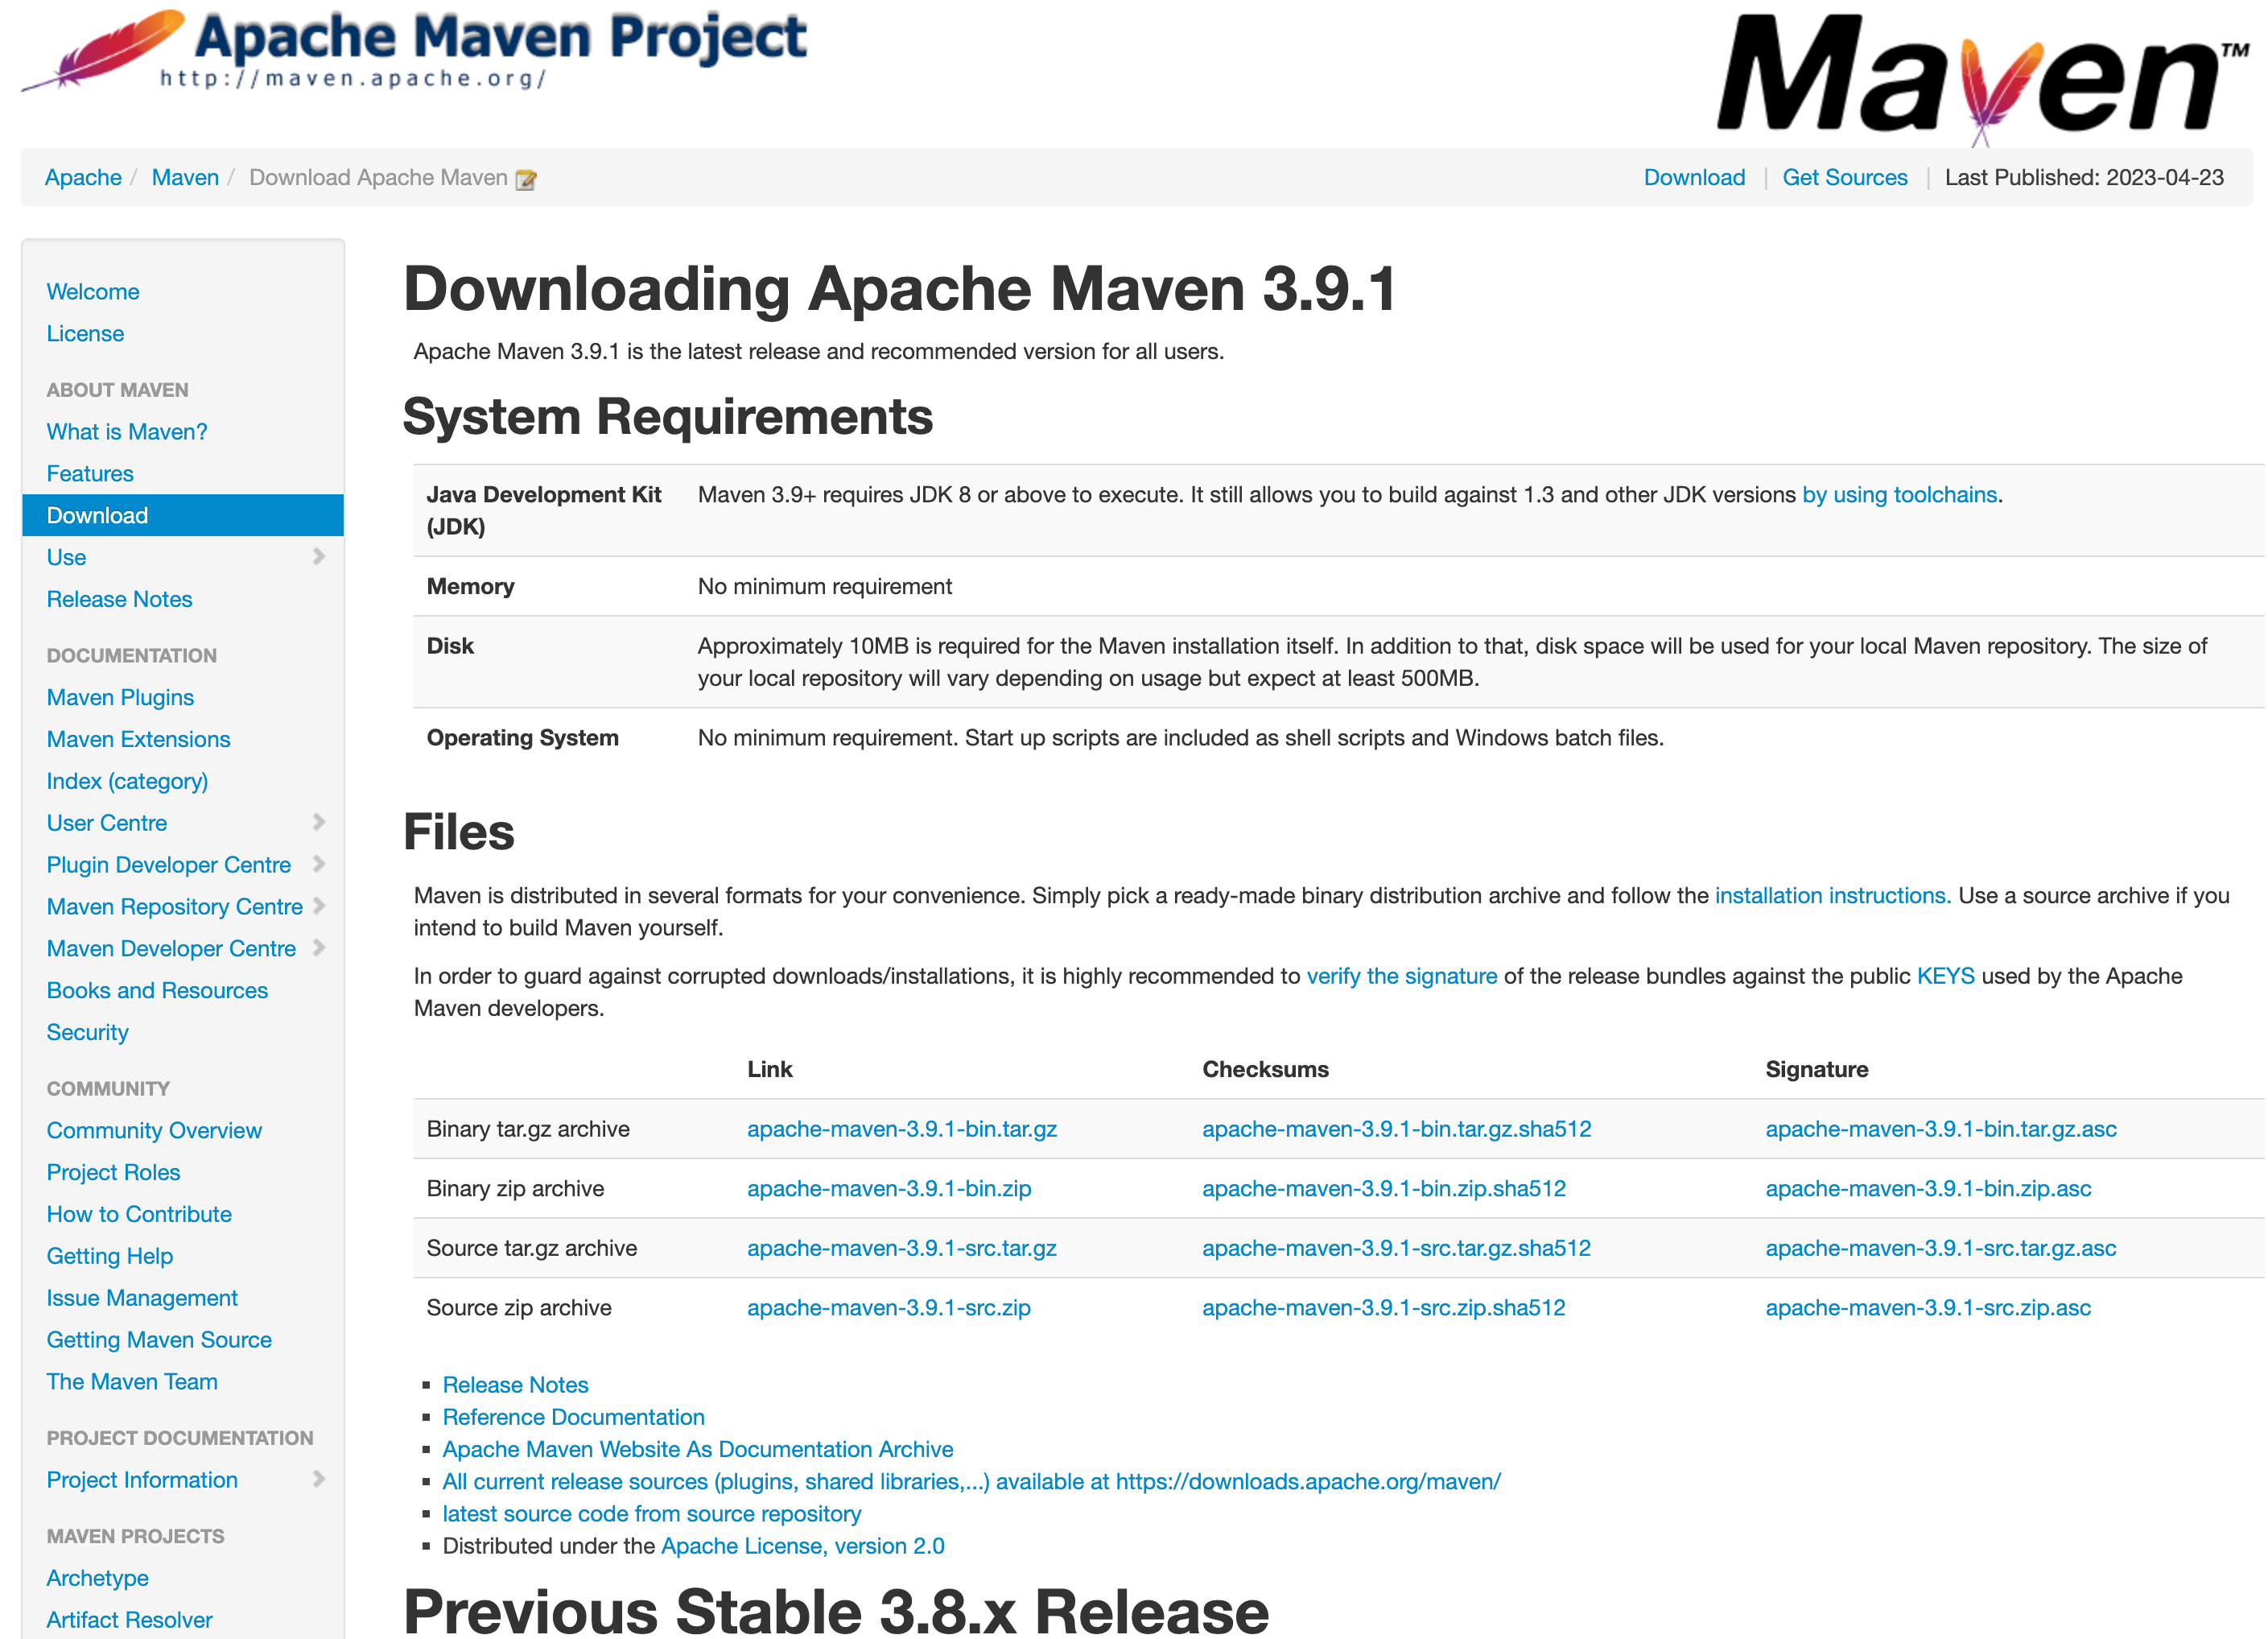 Apache Maven Project
http://maven.apache.org/
Maven™
Apache / Maven / Download Apache Maven
Download | Get Sources | Last Published: 2023-04-23
Welcome
License
ABOUT MAVEN
What is Maven?
Features
Download
Use
Release Notes
DOCUMENTATION
Maven Plugins
Maven Extensions
Index (category)
User Centre
Plugin Developer Centre
Maven Repository Centre
Maven Developer Centre
Books and Resources
Security
COMMUNITY
Community Overview
Project Roles
How to Contribute
Getting Help
Issue Management
Getting Maven Source
The Maven Team
PROJECT DOCUMENTATION
Project Information
MAVEN PROJECTS
Archetype
Artifact Resolver
Downloading Apache Maven 3.9.1
Apache Maven 3.9.1 is the latest release and recommended version for all users.
System Requirements
Java Development Kit (JDK)
Maven 3.9+ requires JDK 8 or above to execute. It still allows you to build against 1.3 and other JDK versions by using toolchains.
Memory
No minimum requirement
Disk
Approximately 10MB is required for the Maven installation itself. In addition to that, disk space will be used for your local Maven repository. The size of
your local repository will vary depending on usage but expect at least 500MB.
Operating System
No minimum requirement. Start up scripts are included as shell scripts and Windows batch files.
Files
Maven is distributed in several formats for your convenience. Simply pick a ready-made binary distribution archive and follow the installation instructions. Use a source archive if you
intend to build Maven yourself.
In order to guard against corrupted downloads/installations, it is highly recommended to verify the signature of the release bundles against the public KEYS used by the Apache
Maven developers.
Link Checksums Signature
Binary tar.gz archive apache-maven-3.9.1-bin.tar.gz apache-maven-3.9.1-bin.tar.gz.sha512 apache-maven-3.9.1-bin.tar.gz.asc
Binary zip archive apache-maven-3.9.1-bin.zip apache-maven-3.9.1-bin.zip.sha512 apache-maven-3.9.1-bin.zip.asc
Source tar.gz archive apache-maven-3.9.1-src.tar.gz apache-maven-3.9.1-src.tar.gz.sha512 apache-maven-3.9.1-src.tar.gz.asc
Source zip archive apache-maven-3.9.1-src.zip apache-maven-3.9.1-src.zip.sha512 apache-maven-3.9.1-src.zip.asc
Release Notes
Reference Documentation
Apache Maven Website As Documentation Archive
All current release sources (plugins, shared libraries,...) available at https://downloads.apache.org/maven/
latest source code from source repository
Distributed under the Apache License, version 2.0
Previous Stable 3.8.x Release